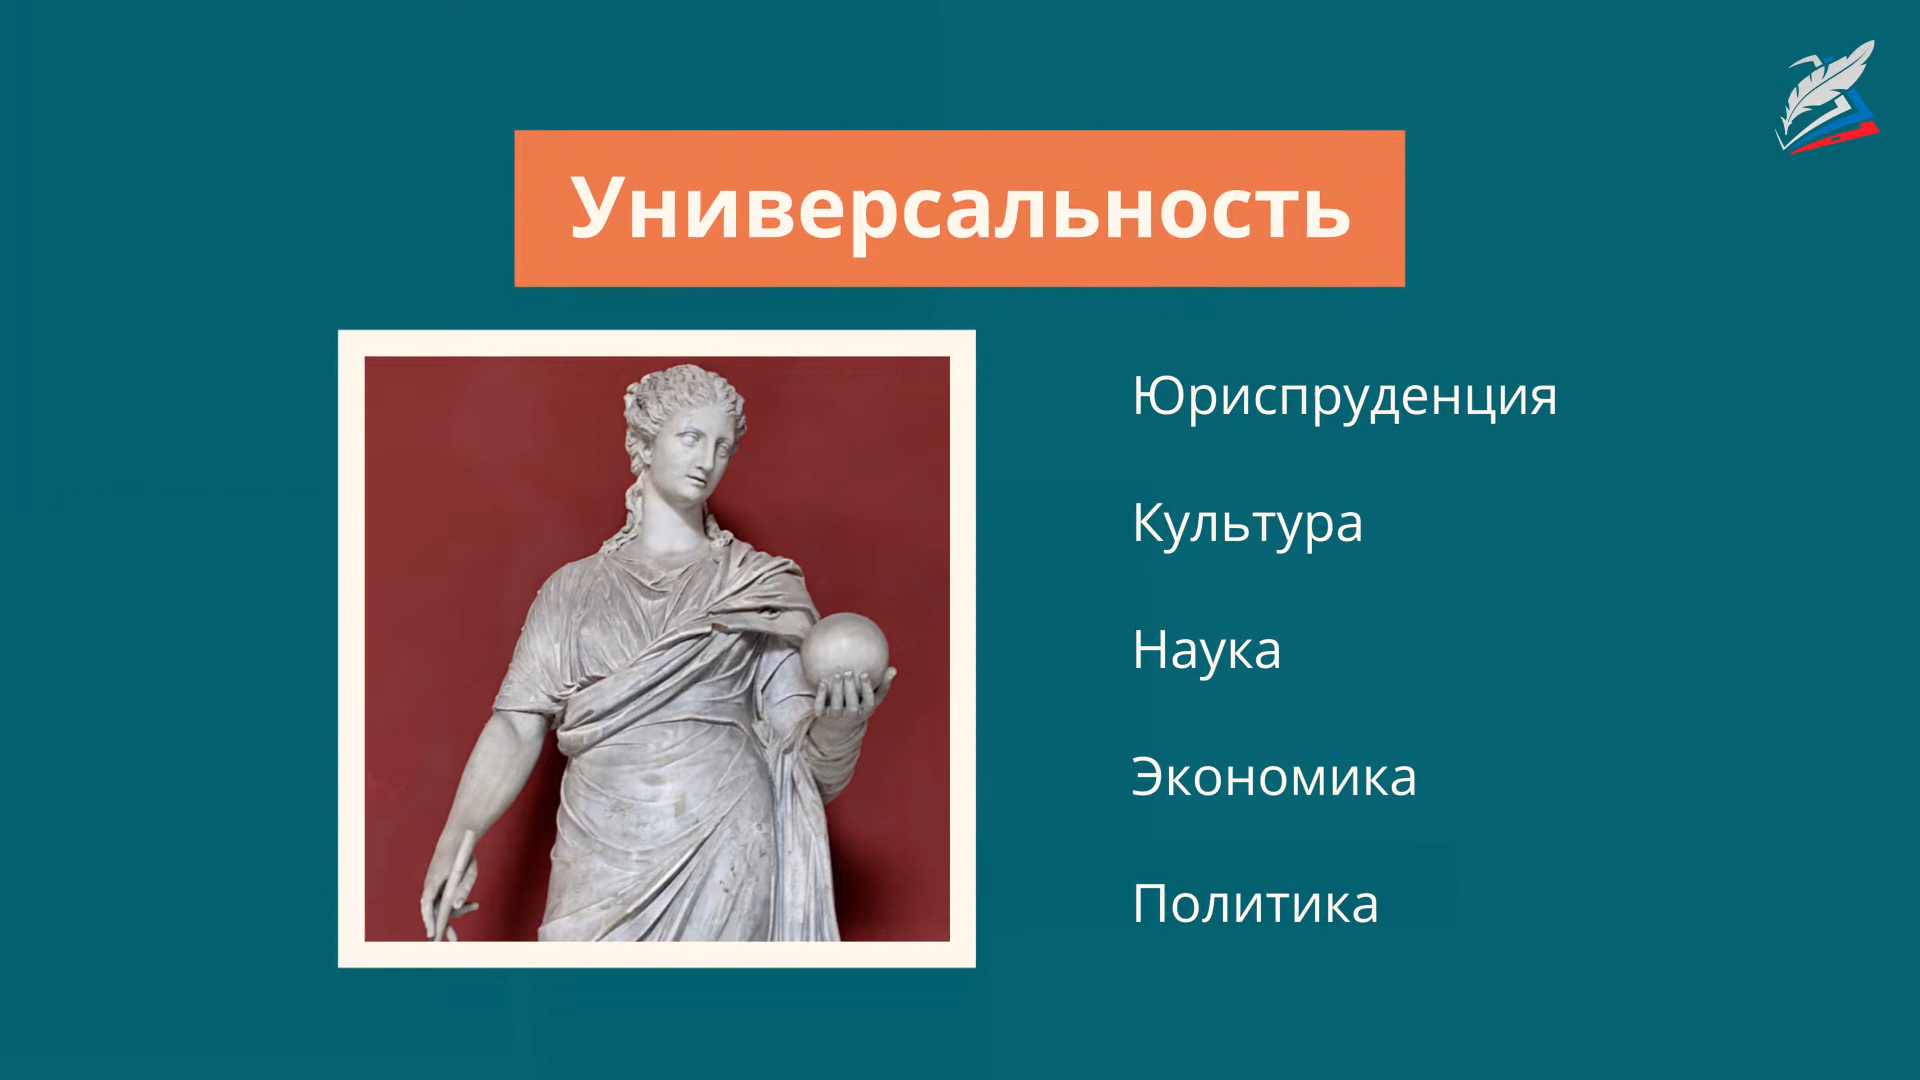 Универсальность
Юриспруденция
Культура
Наука
Экономика
Политика